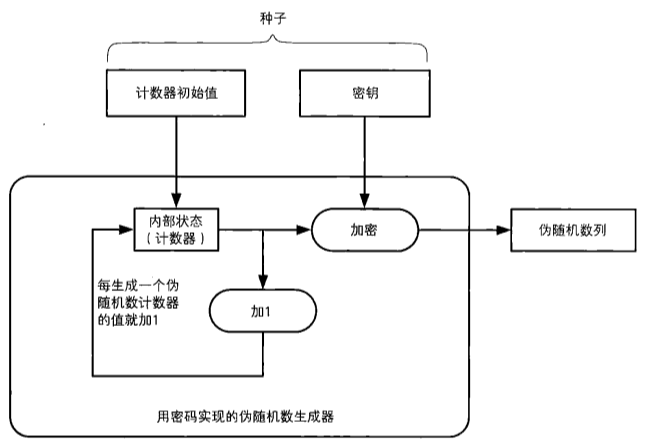 种子
计数器初始值
密钥
内部状态
（计数器）
加密
伪随机数列
每生成一个伪
随机数计数器
的值就加1
加1
用密码实现的伪随机数生成器